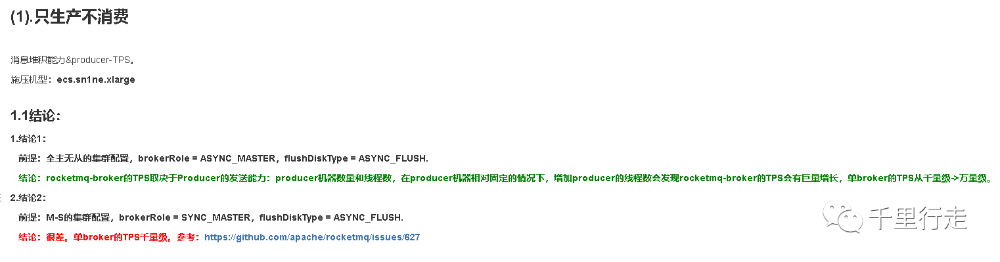 (1).只生产不消费
消息堆积能力&producer-TPS。
施压机型：ecs.sn1ne.xlarge
1.1结论：
1.结论1：
前提：全主无从的集群配置，brokerRole = ASYNC_MASTER，flushDiskType = ASYNC_FLUSH.
结论：rocketmq-broker的TPS取决于Producer的发送能力：producer机器数量和线程数，在producer机器相对固定的情况下，增加producer的线程数会发现rocketmq-broker的TPS会有巨量增长，单broker的TPS从千量级->万量级。
2.结论2：
前提：M-S的集群配置，brokerRole = SYNC_MASTER，flushDiskType = ASYNC_FLUSH.
结论：很差。单broker的TPS千量级。参考：https://github.com/apache/rocketmq/issues/627
千里行走